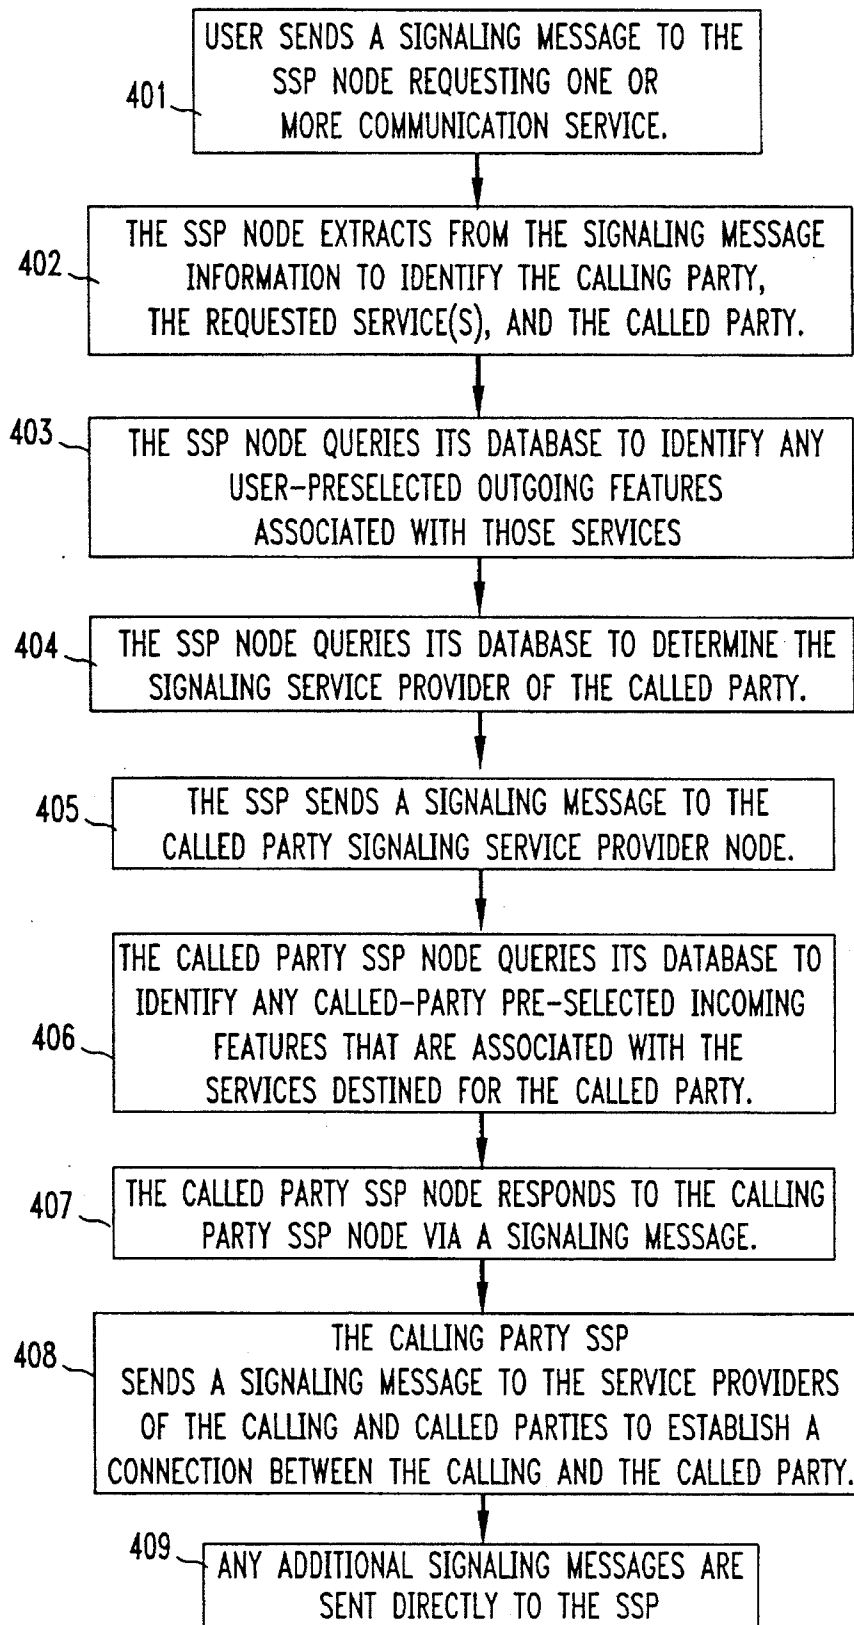 401
USER SENDS A SIGNALING MESSAGE TO THE
SSP NODE REQUESTING ONE OR
MORE COMMUNICATION SERVICE.
402
THE SSP NODE EXTRACTS FROM THE SIGNALING MESSAGE
INFORMATION TO IDENTIFY THE CALLING PARTY,
THE REQUESTED SERVICE(S), AND THE CALLED PARTY.
403
THE SSP NODE QUERIES ITS DATABASE TO IDENTIFY ANY
USER-PRESELECTED OUTGOING FEATURES
ASSOCIATED WITH THOSE SERVICES
404
THE SSP NODE QUERIES ITS DATABASE TO DETERMINE THE
SIGNALING SERVICE PROVIDER OF THE CALLED PARTY.
405
THE SSP SENDS A SIGNALING MESSAGE TO THE
CALLED PARTY SIGNALING SERVICE PROVIDER NODE.
406
THE CALLED PARTY SSP NODE QUERIES ITS DATABASE TO
IDENTIFY ANY CALLED-PARTY PRE-SELECTED INCOMING
FEATURES THAT ARE ASSOCIATED WITH THE
SERVICES DESTINED FOR THE CALLED PARTY.
407
THE CALLED PARTY SSP NODE RESPONDS TO THE CALLING
PARTY SSP NODE VIA A SIGNALING MESSAGE.
408
THE CALLING PARTY SSP
SENDS A SIGNALING MESSAGE TO THE SERVICE PROVIDERS
OF THE CALLING AND CALLED PARTIES TO ESTABLISH A
CONNECTION BETWEEN THE CALLING AND THE CALLED PARTY.
409
ANY ADDITIONAL SIGNALING MESSAGES ARE
SENT DIRECTLY TO THE SSP